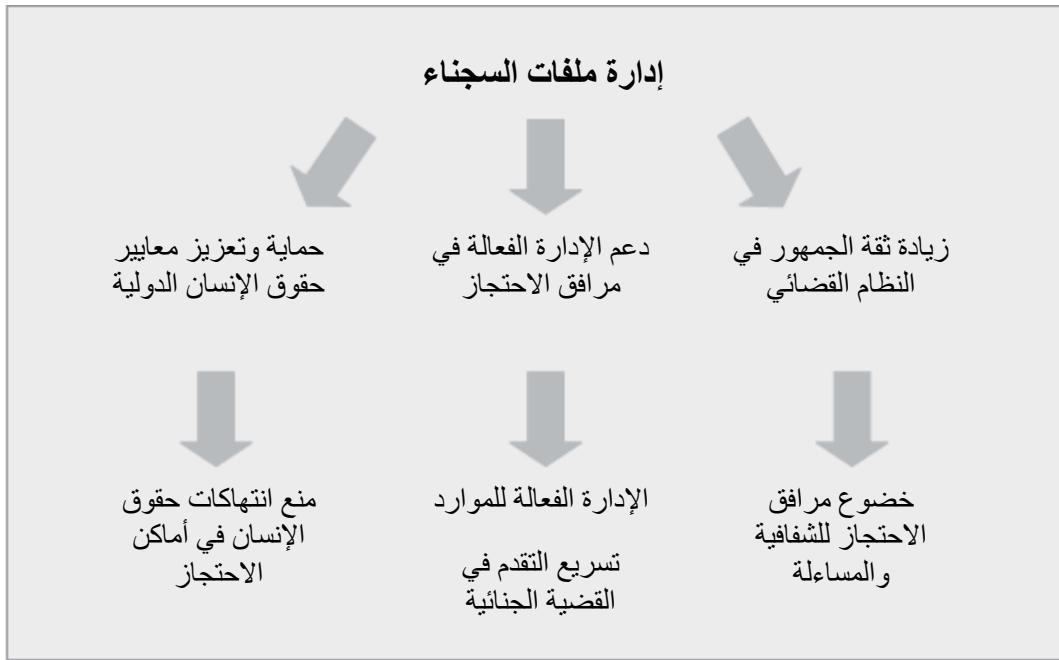 إدارة ملفات السجناء
زيادة ثقة الجمهور في
النظام القضائي
دعم الإدارة الفعالة في
مرافق الاحتجاز
حماية وتعزيز معايير
حقوق الإنسان الدولية
خضوع مرافق
الاحتجاز للشفافية
والمساءلة
الإدارة الفعالة للموارد
تسريع التقدم في
القضية الجنائية
منع انتهاكات حقوق
الإنسان في أماكن
الاحتجاز